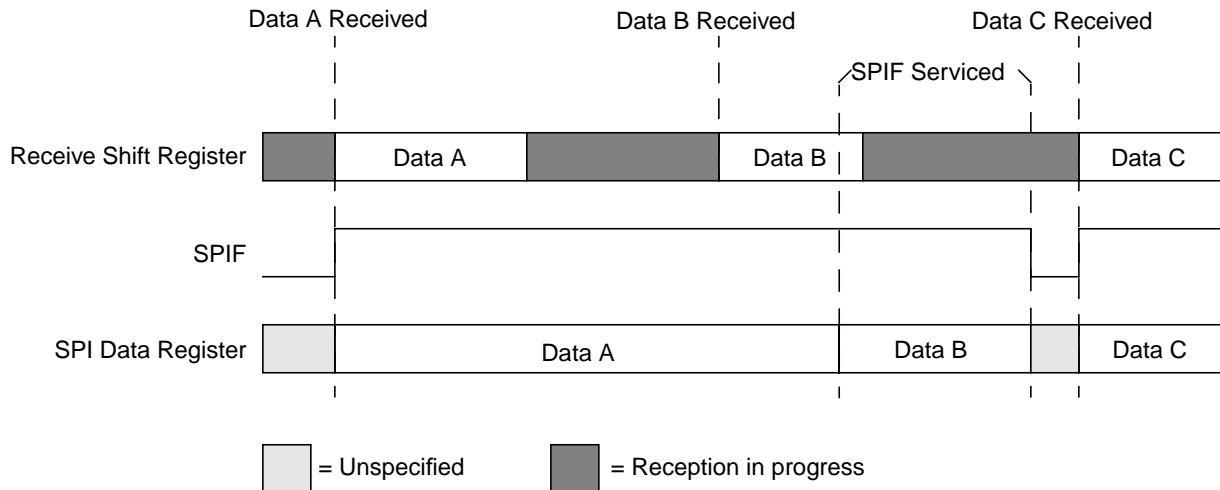 Data A Received
Data B Received
Data C Received
SPIF Serviced
Receive Shift Register
Data A
Data B
Data C
SPIF
SPI Data Register
Data A
Data B
Data C
= Unspecified
= Reception in progress